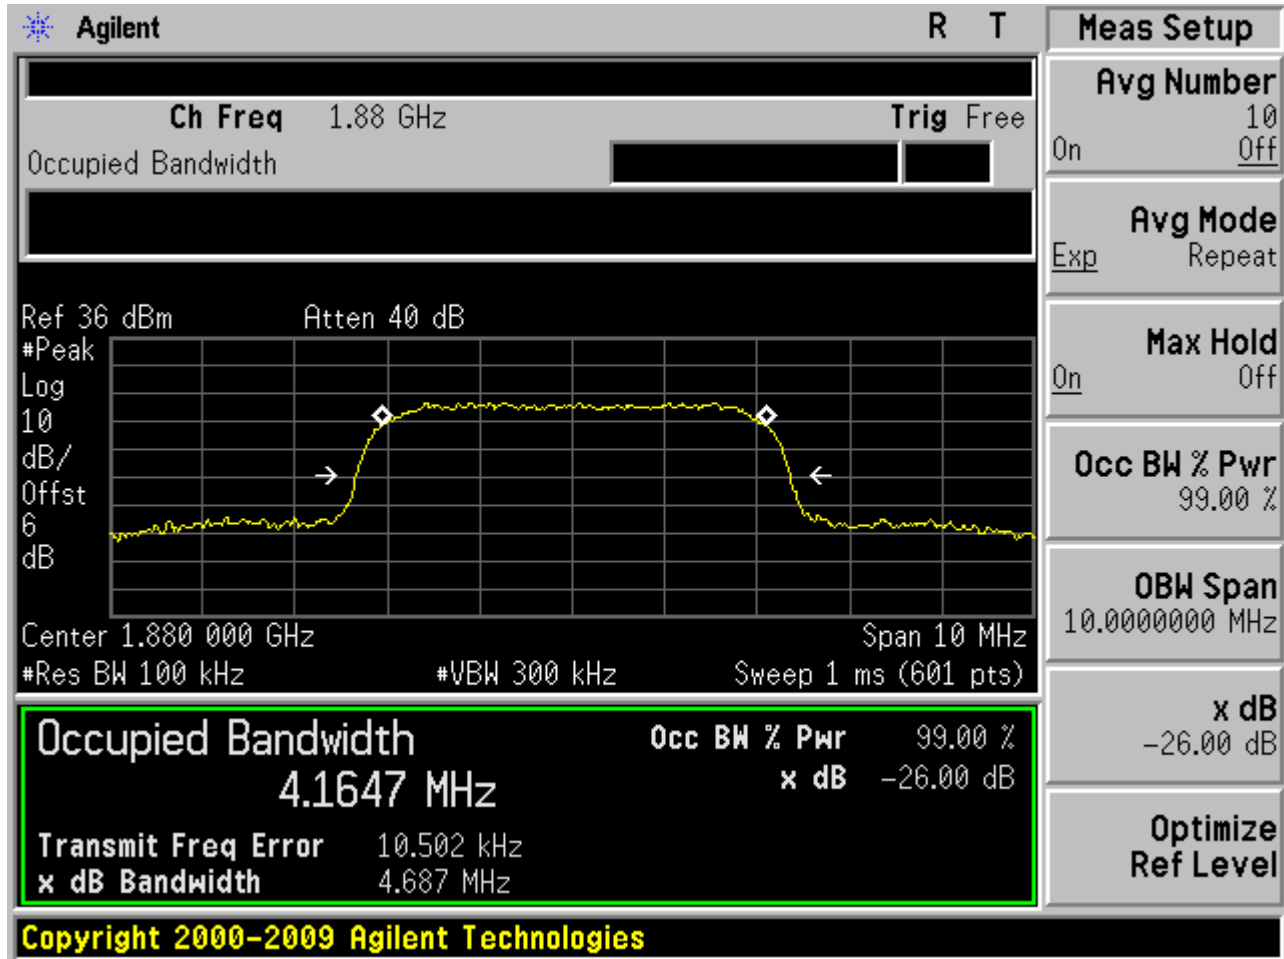 Agilent R T
Ch Freq 1.88 GHz Trig Free
Occupied Bandwidth
Ref 36 dBm Atten 40 dB
#Peak
Log
10
dB/
Offst
6
dB
Center 1.880 000 GHz Span 10 MHz
#Res BW 100 kHz #VBW 300 kHz Sweep 1 ms (601 pts)
Occupied Bandwidth
4.1647 MHz
Occ BW % Pwr 99.00 %
x dB -26.00 dB
Transmit Freq Error 10.502 kHz
x dB Bandwidth 4.687 MHz
Copyright 2000-2009 Agilent Technologies
Meas Setup
Avg Number
10
On Off
Avg Mode
Exp Repeat
Max Hold
On Off
Occ BW % Pwr
99.00 %
OBW Span
10.0000000 MHz
x dB
-26.00 dB
Optimize
Ref Level